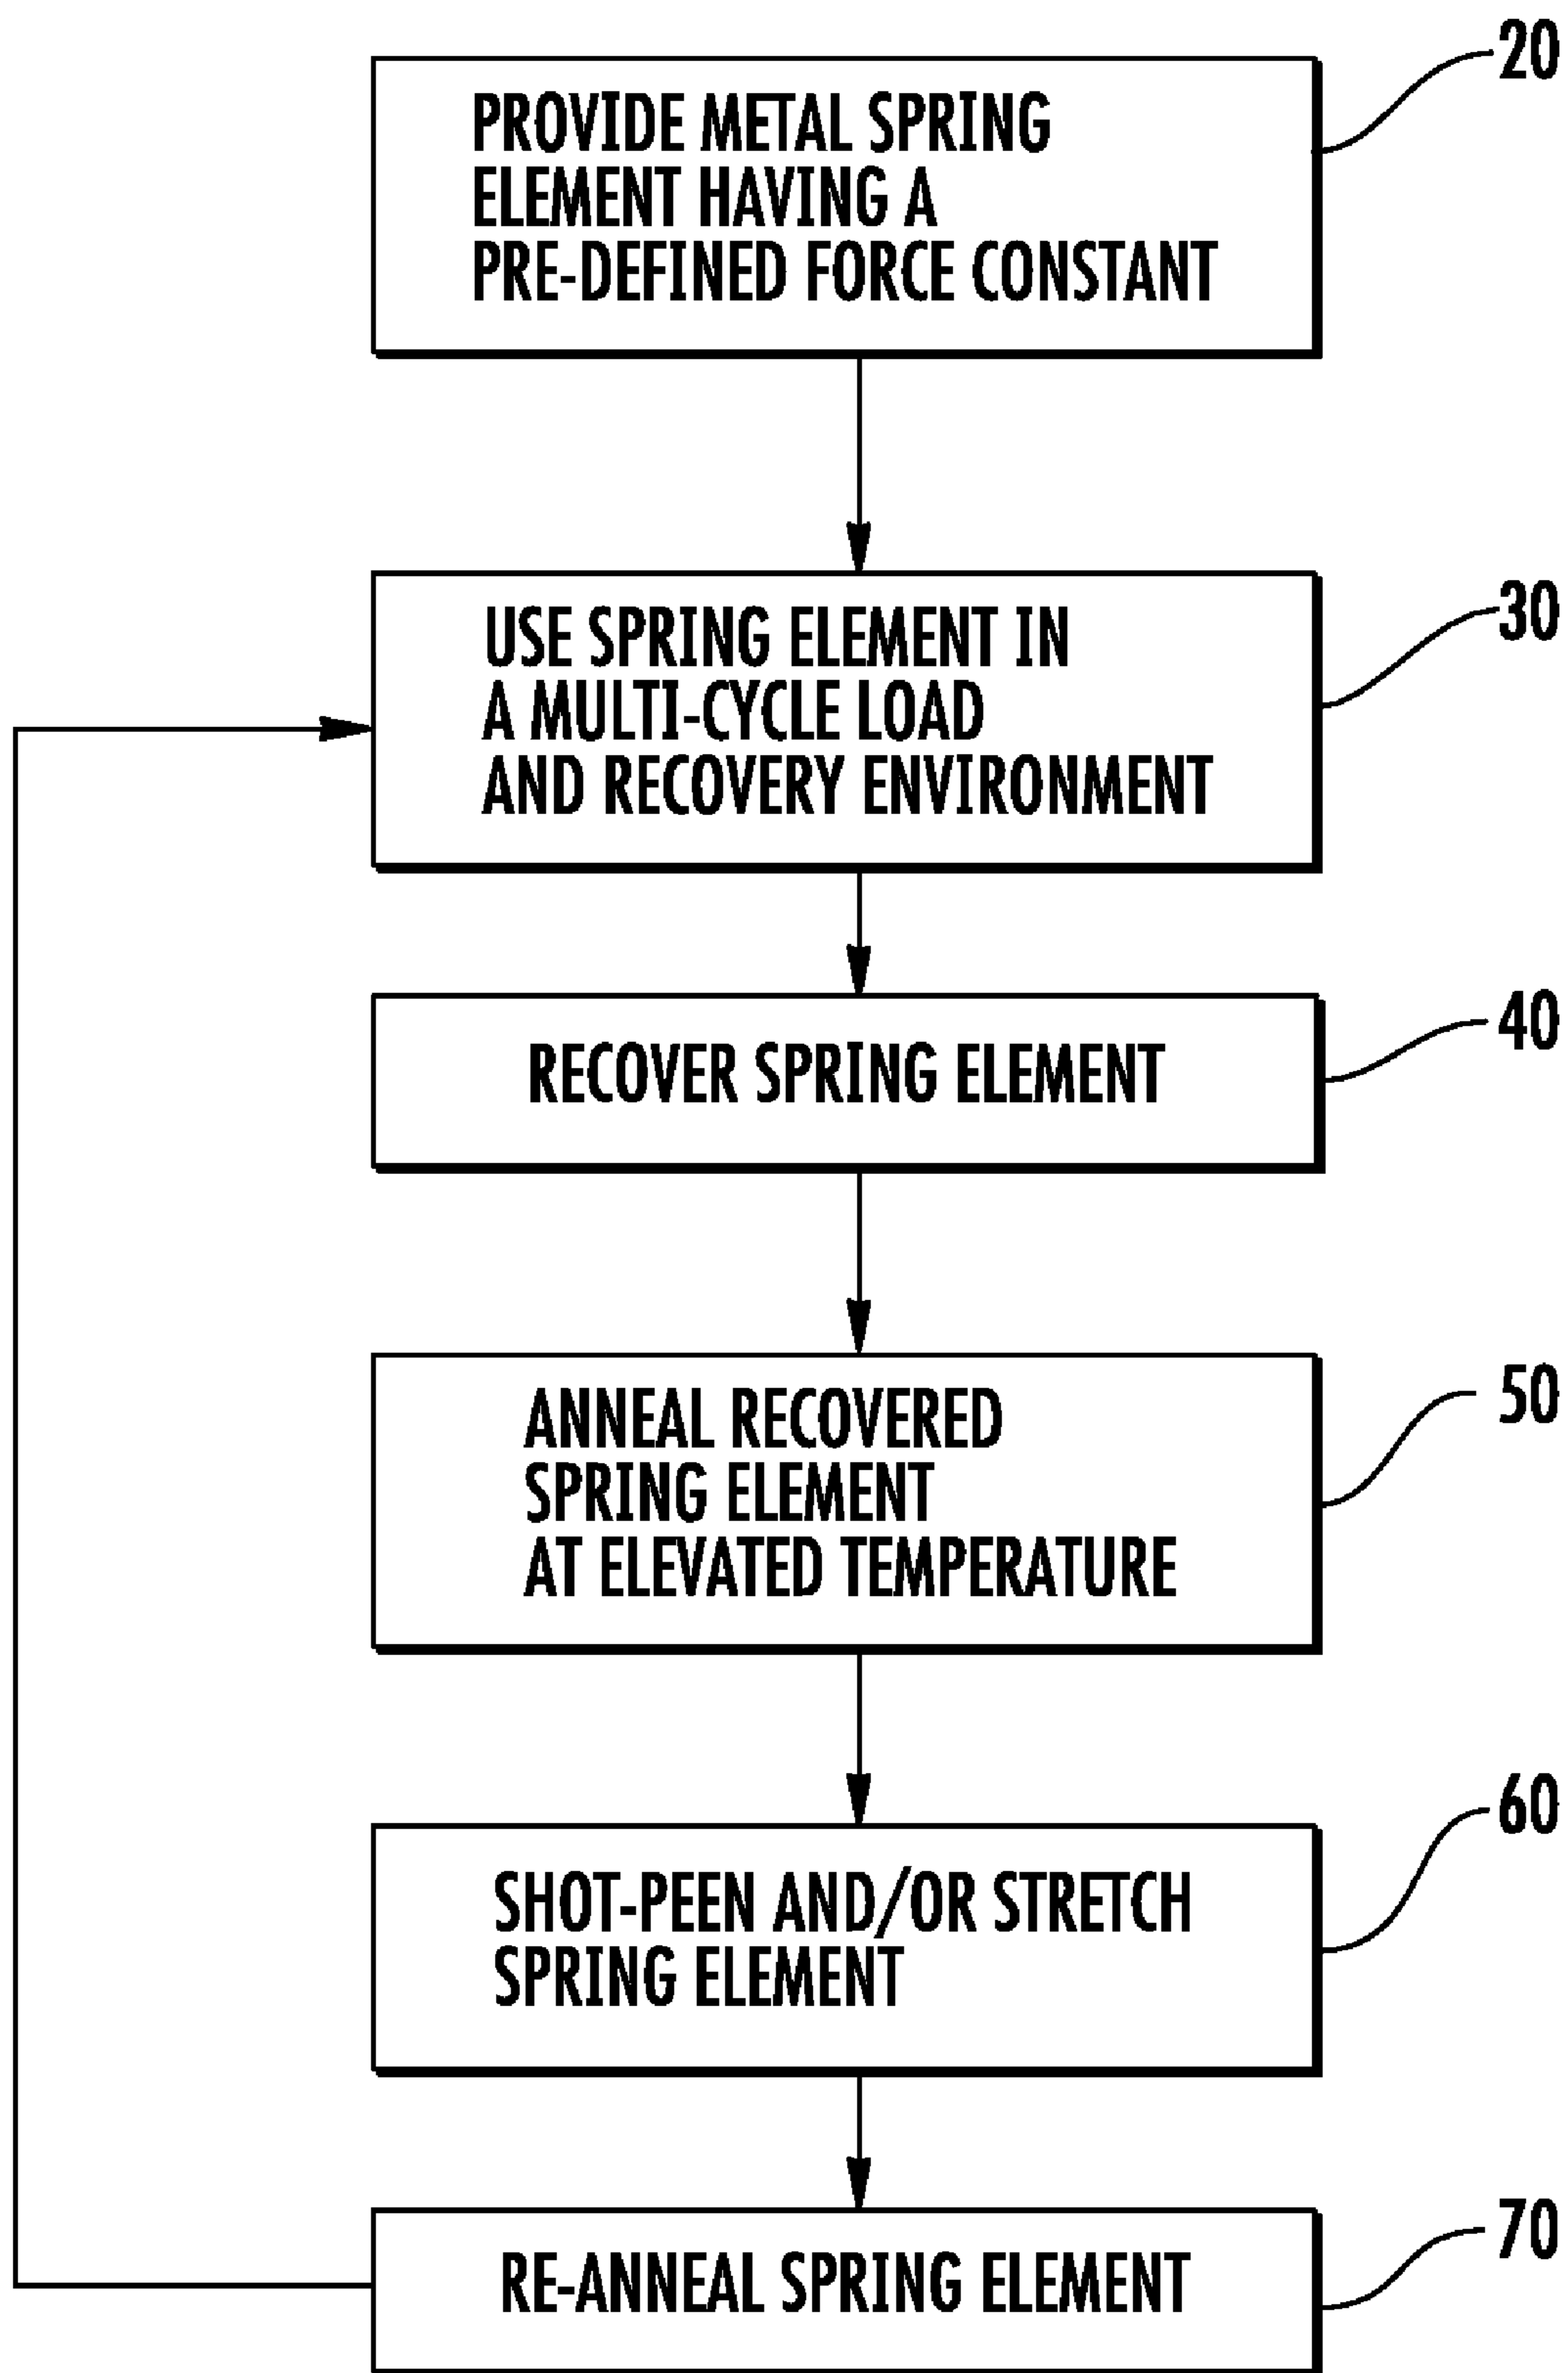 20
PROVIDE METAL SPRING
ELEMENT HAVING A
PRE-DEFINED FORCE CONSTANT
30
USE SPRING ELEMENT IN
A MULTI-CYCLE LOAD
AND RECOVERY ENVIRONMENT
40
RECOVER SPRING ELEMENT
50
ANNEAL RECOVERED
SPRING ELEMENT
AT ELEVATED TEMPERATURE
60
SHOT-PEEN AND/OR STRETCH
SPRING ELEMENT
70
RE-ANNEAL SPRING ELEMENT